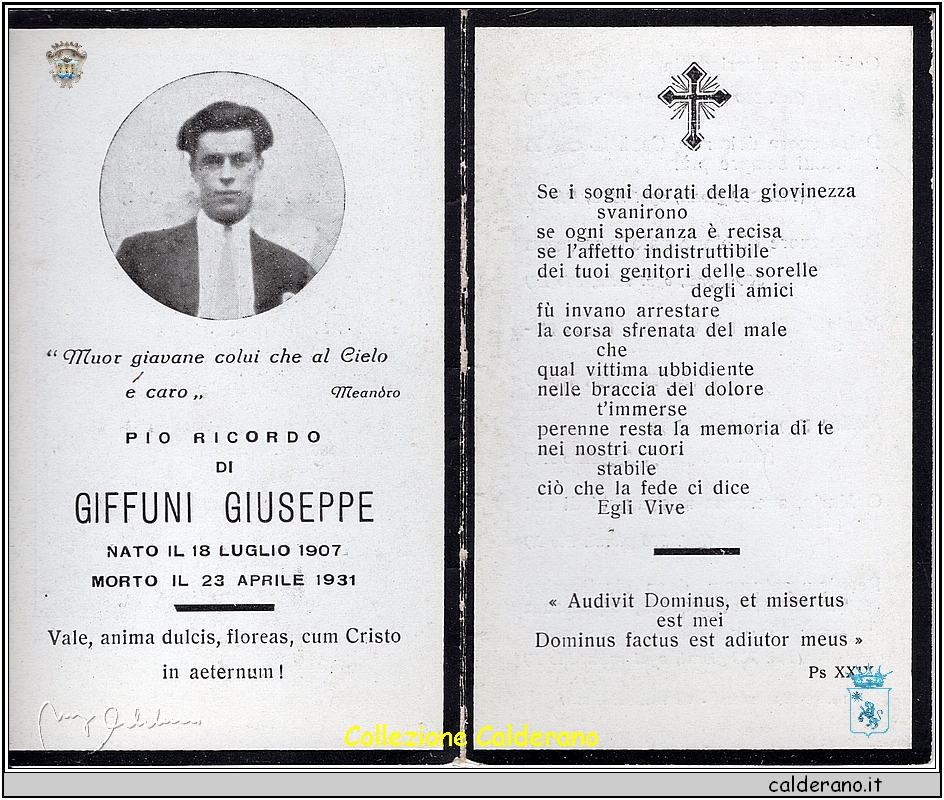 “ Muor giavane colui che al Cielo
é caro „ Meandro
PIO RICORDO
DI
GIFFUNI GIUSEPPE
NATO IL 18 LUGLIO 1907
MORTO IL 23 APRILE 1931
Vale, anima dulcis, floreas, cum Cristo
in aeternum !
Se i sogni dorati della giovinezza
svanirono
se ogni speranza è recisa
se l'affetto indistruttibile
dei tuoi genitori delle sorelle
degli amici
fù invano arrestare
la corsa sfrenata del male
che
qual vittima ubbidiente
nelle braccia del dolore
t'immerse
perenne resta la memoria di te
nei nostri cuori
stabile
ciò che la fede ci dice
Egli Vive
« Audivit Dominus, et misertus
est mei
Dominus factus est adiutor meus »
Ps
Collezione Calderano
calderano.it